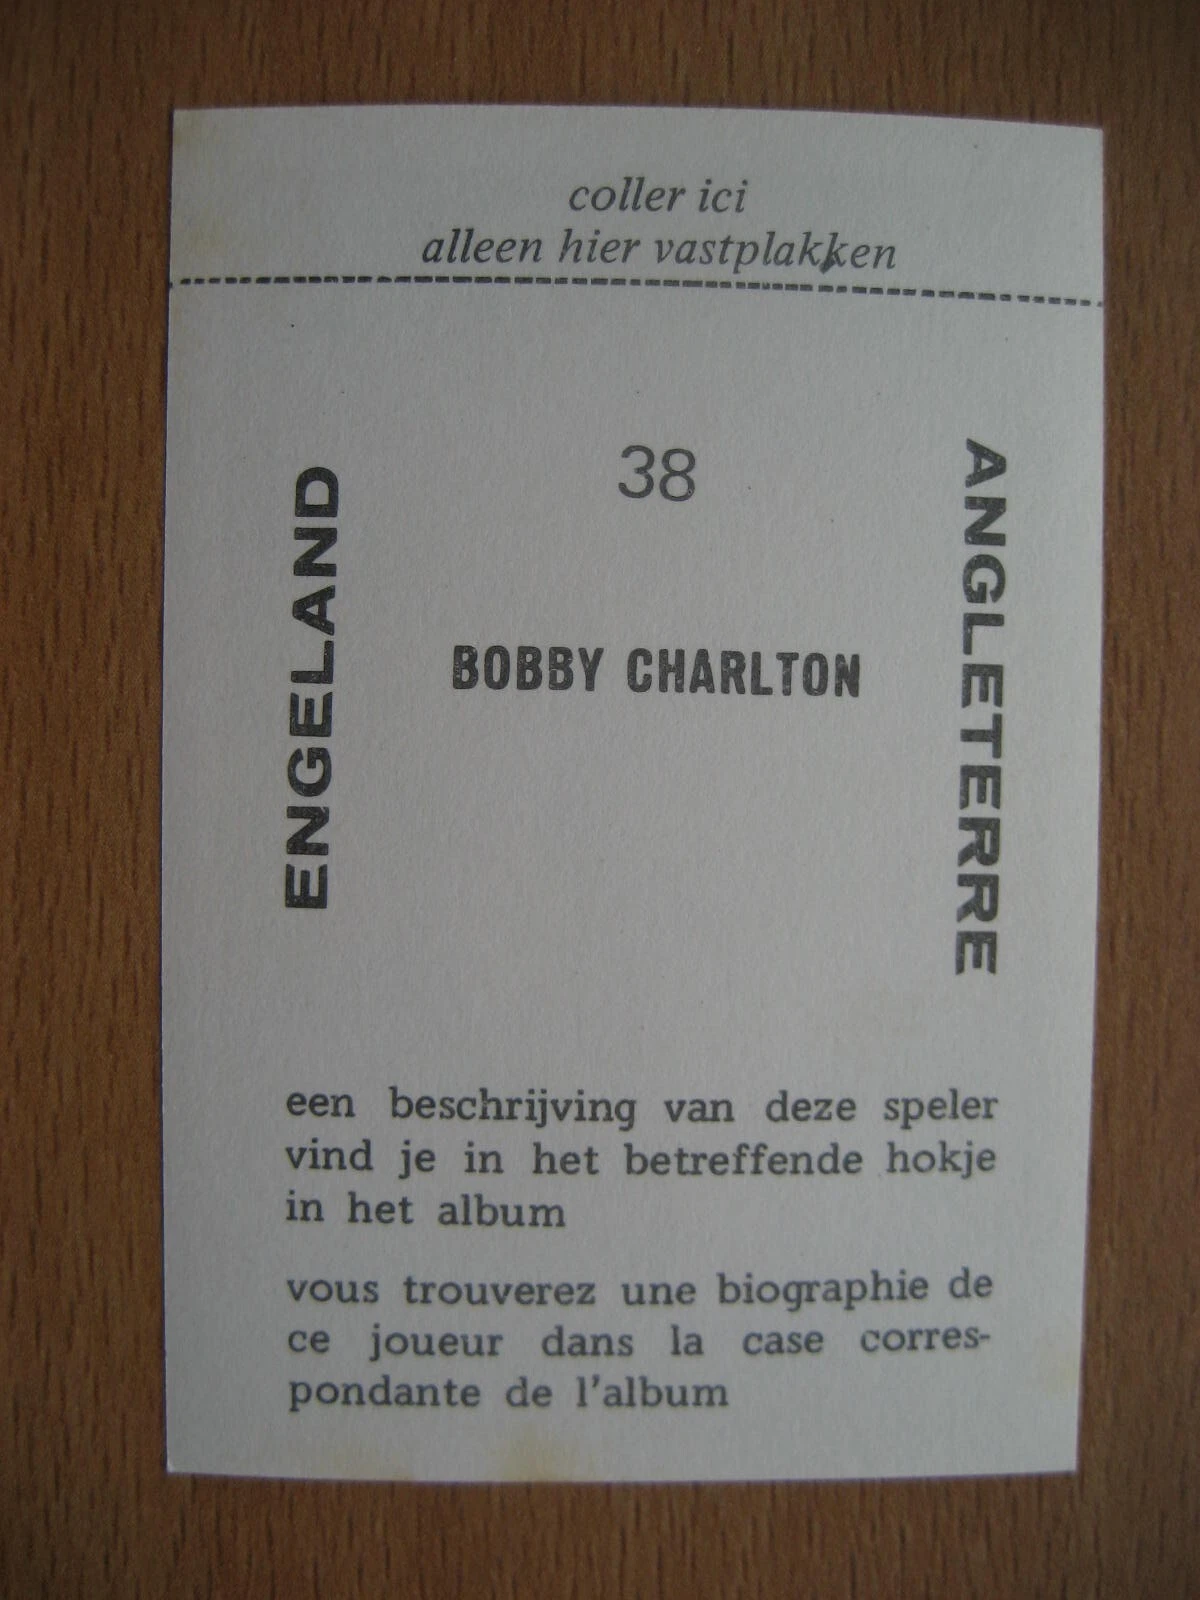 coller ici
alleen hier vastplakken
38
ENGELAND
BOBBY CHARLTON
ANGLETERRE
een beschrijving van deze speler
vind je in het betreffende hokje
in het album
vous trouverez une biographie de
ce joueur dans la case corres-
pondante de l'album